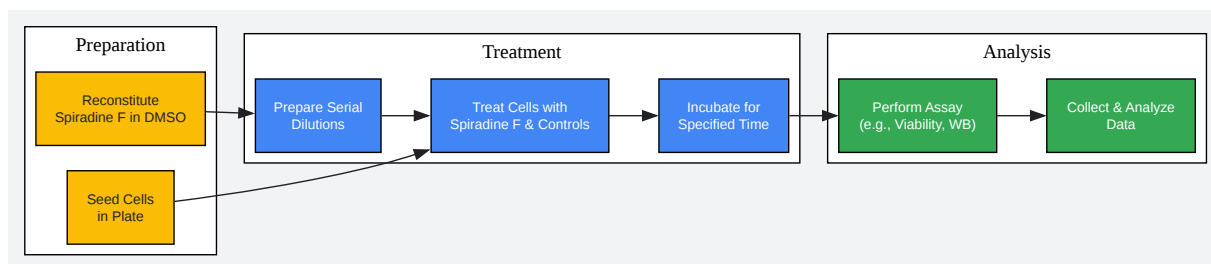 Preparation
Reconstitute
Spiradine F in DMSO
Seed Cells
in Plate
Treatment
Prepare Serial
Dilutions
Treat Cells with
Spiradine F & Controls
Incubate for
Specified Time
Analysis
Perform Assay
(e.g., Viability, WB)
Collect & Analyze
Data